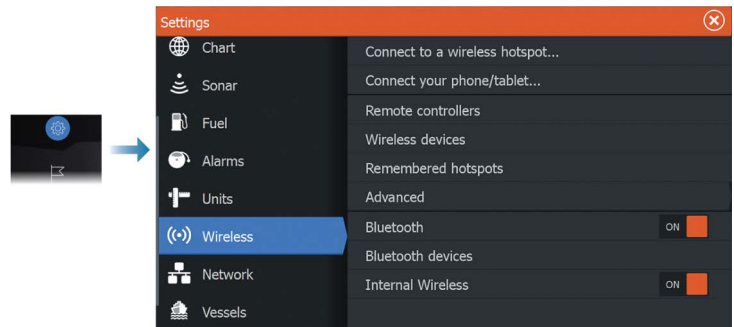 Settings
Chart
Sonar
Fuel
Alarms
Units
Wireless
Network
Vessels
Connect to a wireless hotspot...
Connect your phone/tablet...
Remote controllers
Wireless devices
Remembered hotspots
Advanced
Bluetooth ON
Bluetooth devices
Internal Wireless ON